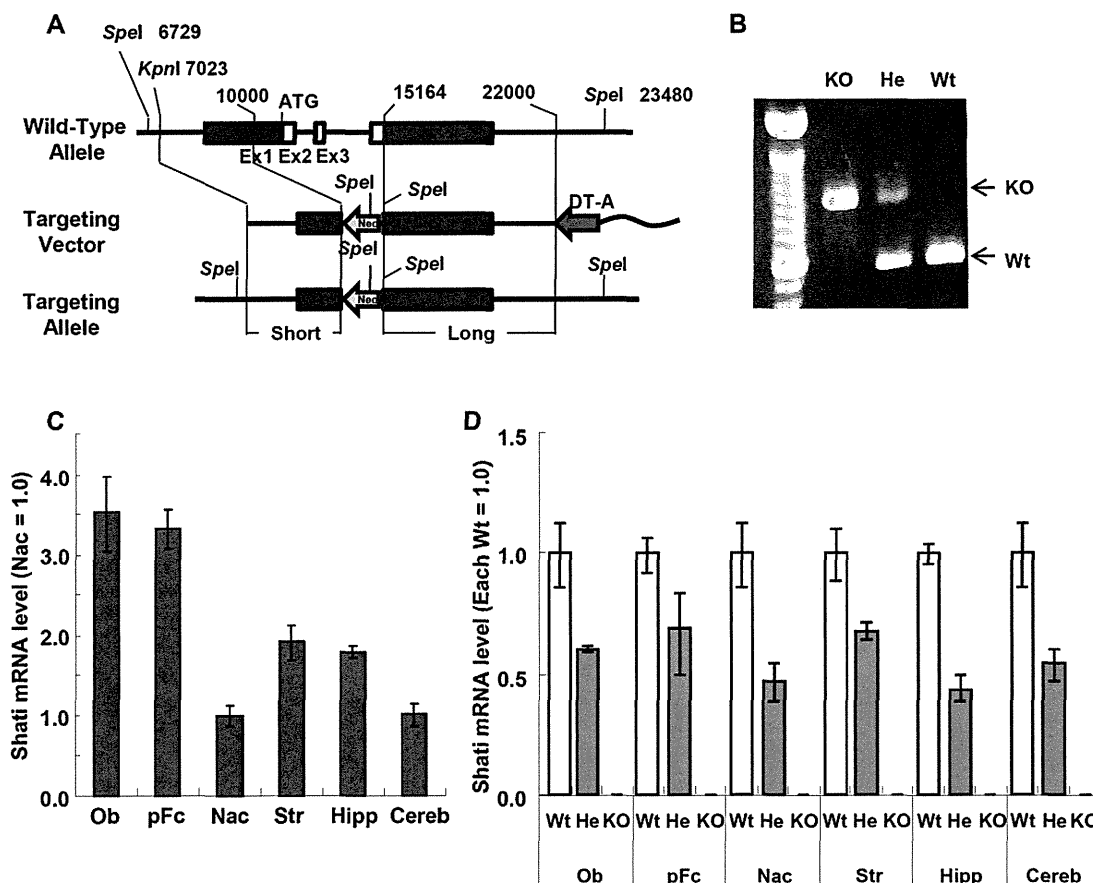 A
SpeI 6729
KpnI 7023
10000 ATG
15164
22000
SpeI 23480
Wild-Type
Allele
Ex1 Ex2 Ex3
SpeI
SpeI
DT-A
Targeting
Vector
Neo
SpeI
SpeI
SpeI
SpeI
Targeting
Allele
Neo
Short
Long
B
KO He Wt
KO
Wt
C
Shati mRNA level (Nac = 1.0)
4.0
3.0
2.0
1.0
0.0
Ob pFc Nac Str Hipp Cereb
D
Shati mRNA level (Each Wt = 1.0)
1.5
1.0
0.5
0.0
Wt He KO Wt He KO Wt He KO Wt He KO Wt He KO Wt He KO
Ob pFc Nac Str Hipp Cereb